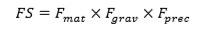 FS = F_mat × F_grav × F_prec